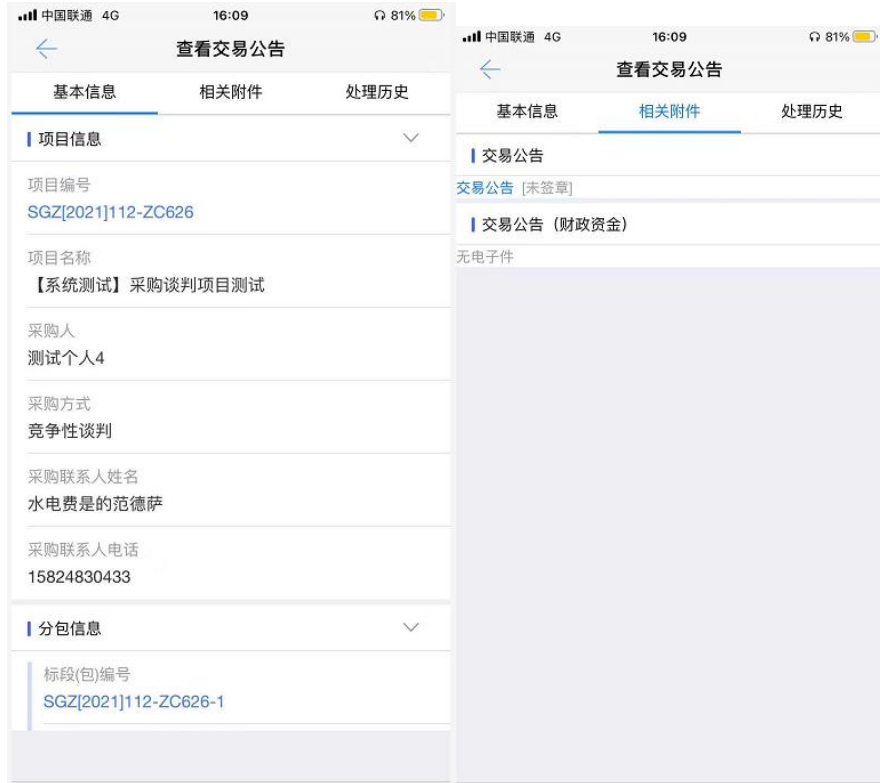 中国联通 4G 16:09 81%
查看交易公告
基本信息 相关附件 处理历史
项目信息
项目编号
SGZ[2021]112-ZC626
项目名称
【系统测试】采购谈判项目测试
采购人
测试个人4
采购方式
竞争性谈判
采购联系人姓名
水电费是的范德萨
采购联系人电话
15824830433
分包信息
标段(包)编号
SGZ[2021]112-ZC626-1
中国联通 4G 16:09 81%
查看交易公告
基本信息 相关附件 处理历史
交易公告
交易公告 [未签章]
交易公告（财政资金）
无电子件